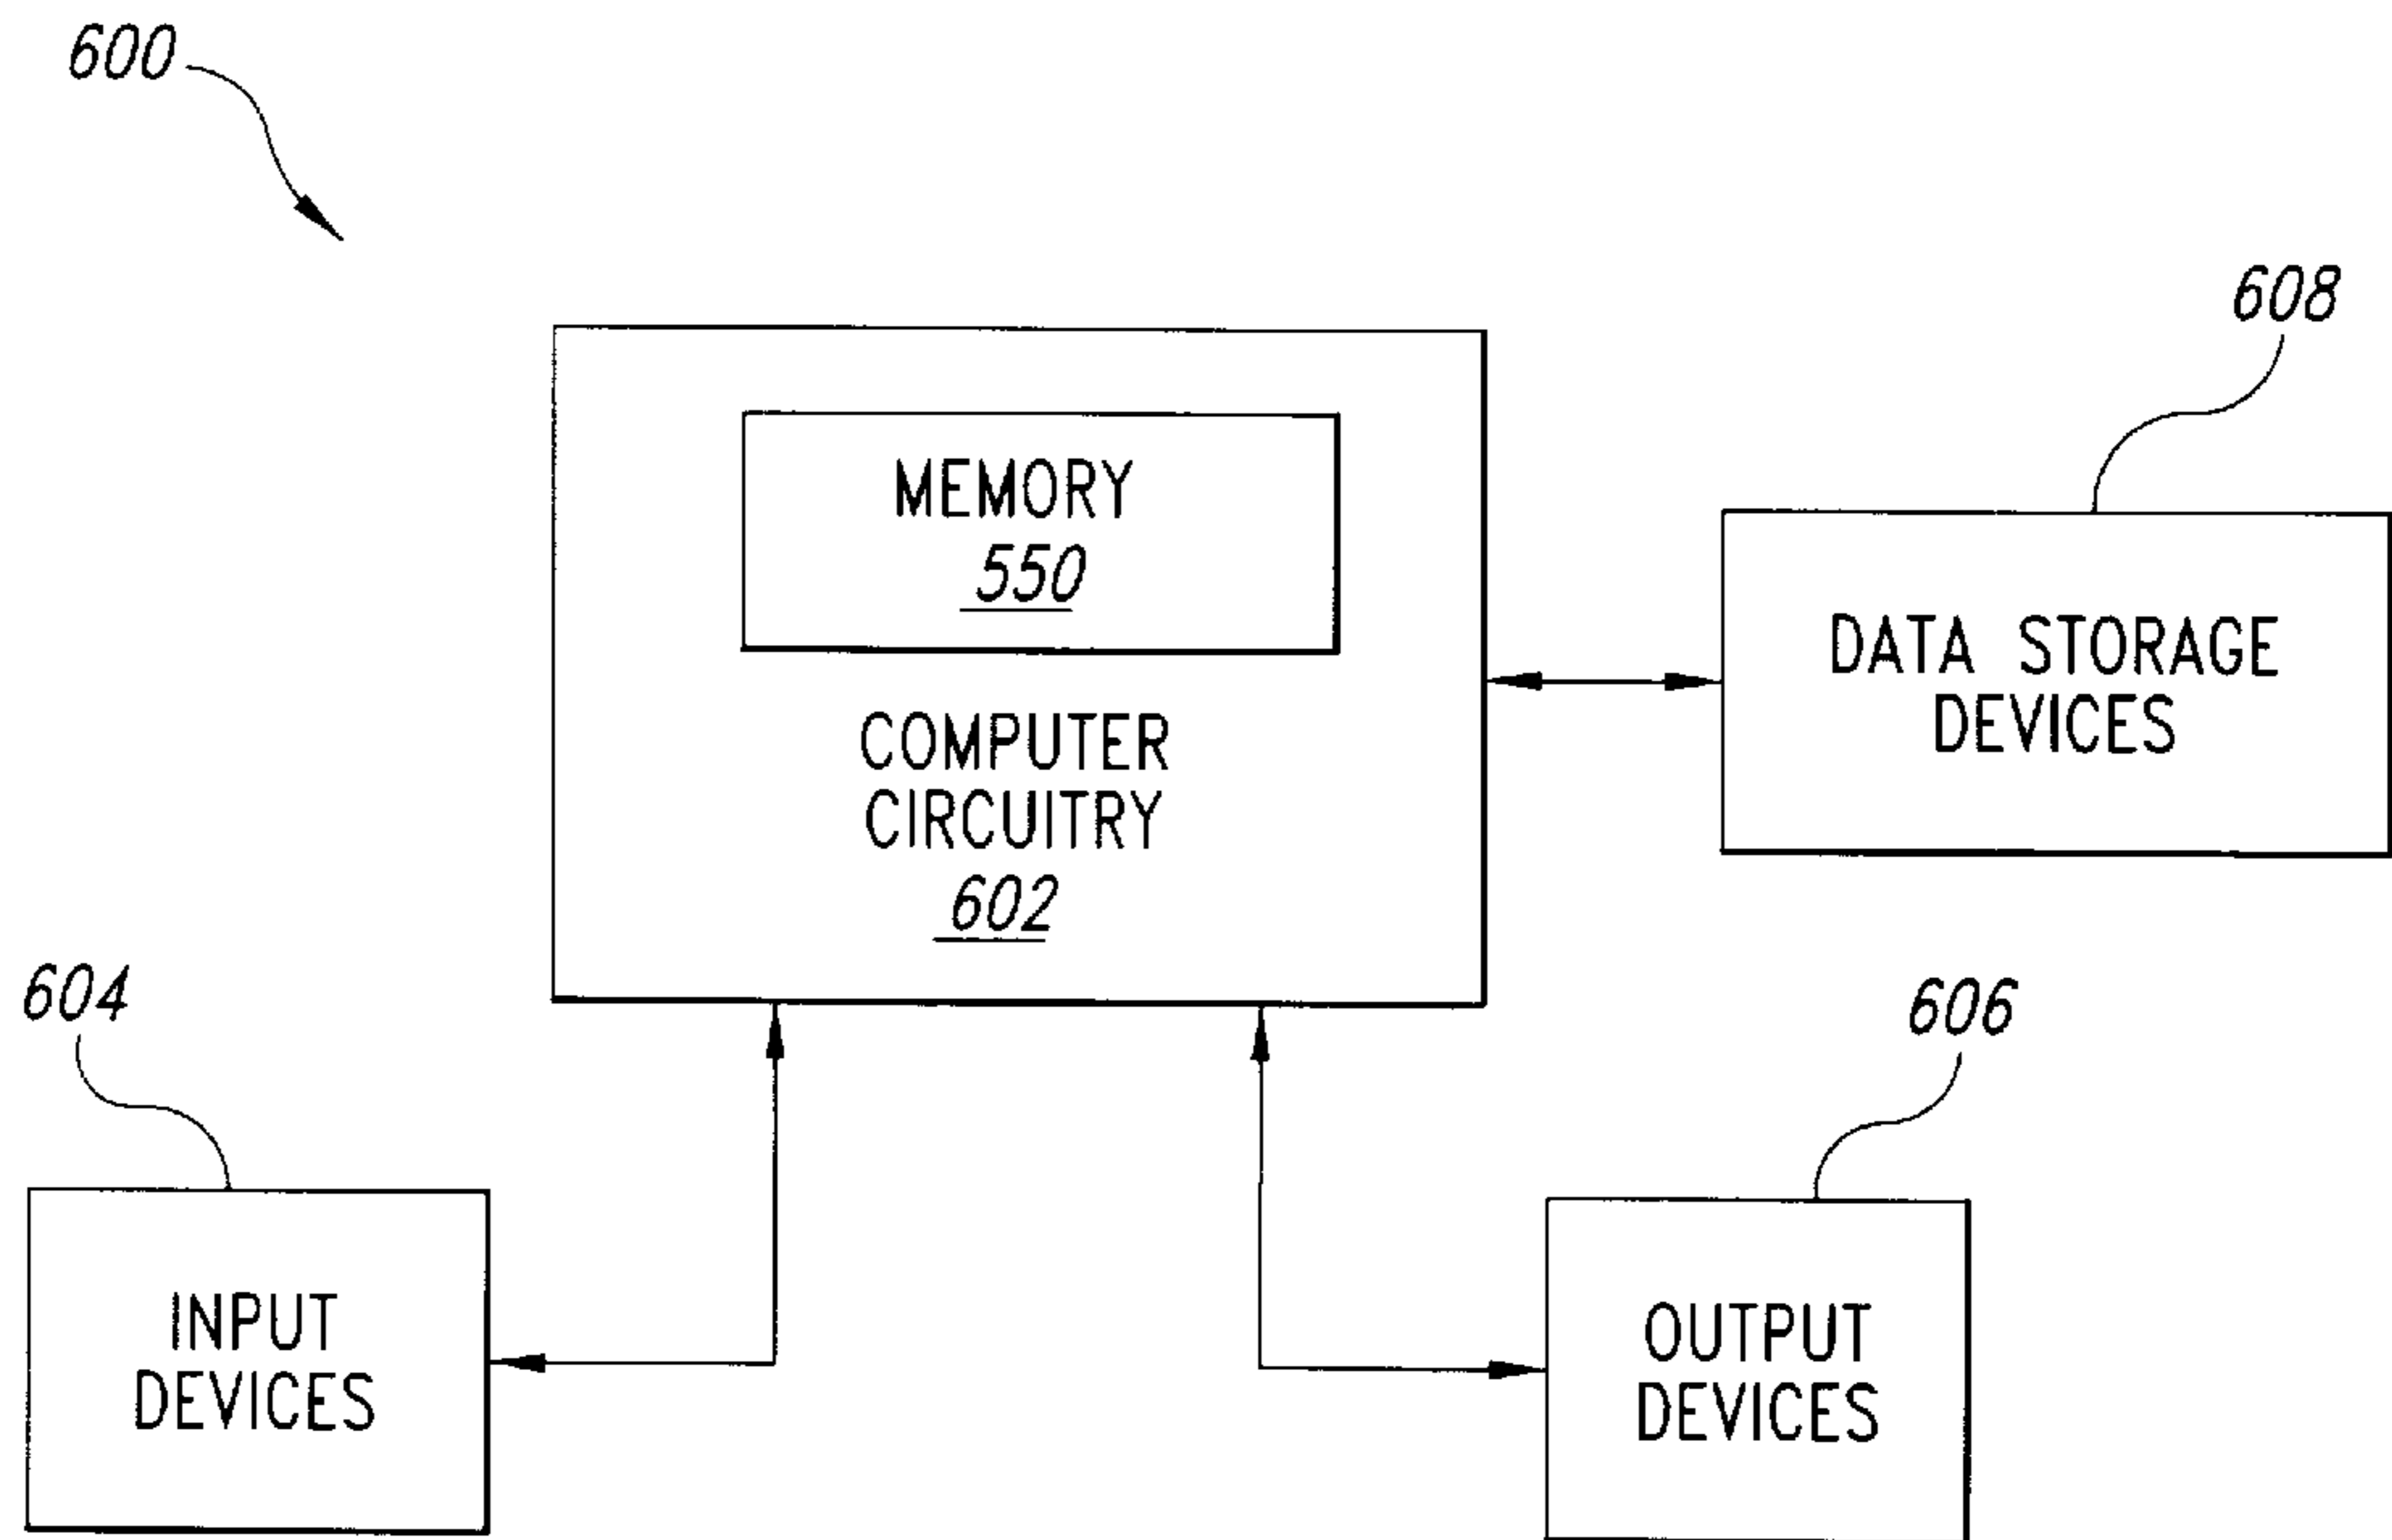 600
608
MEMORY
550
DATA STORAGE
DEVICES
COMPUTER
CIRCUITRY
602
604
606
INPUT
DEVICES
OUTPUT
DEVICES